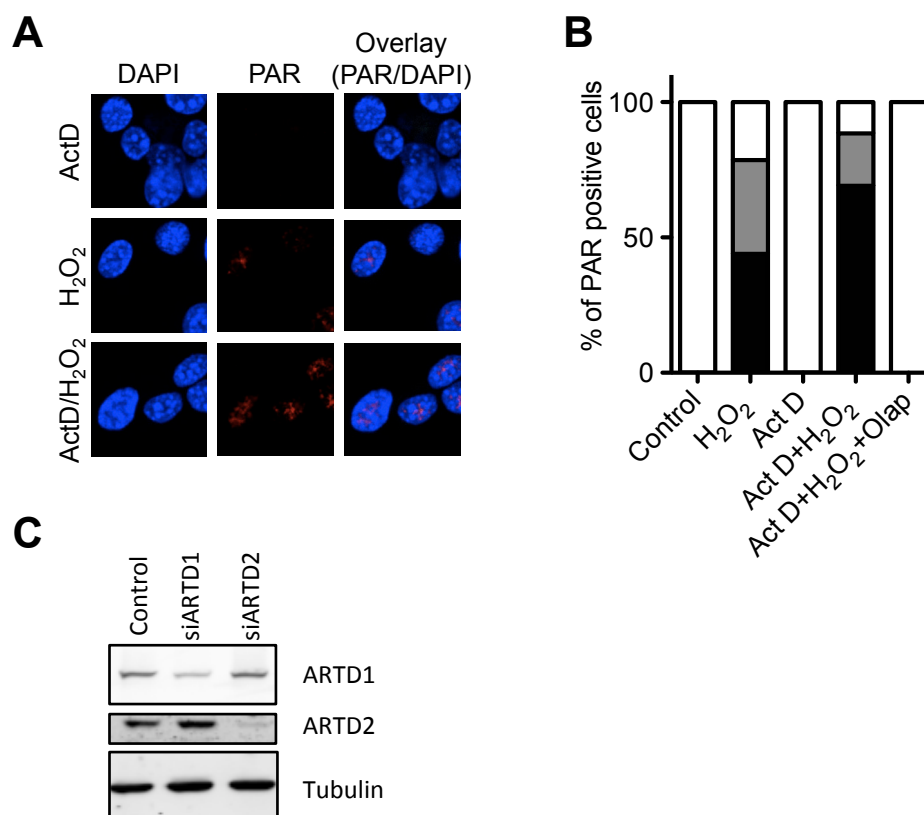 A
DAPI
PAR
Overlay
(PAR/DAPI)
ActD
H₂O₂
ActD/H₂O₂
B
% of PAR positive cells
100
50
0
Control
H₂O₂
Act D
Act D+H₂O₂
Act D+H₂O₂+Olap
C
Control
siARTD1
siARTD2
ARTD1
ARTD2
Tubulin